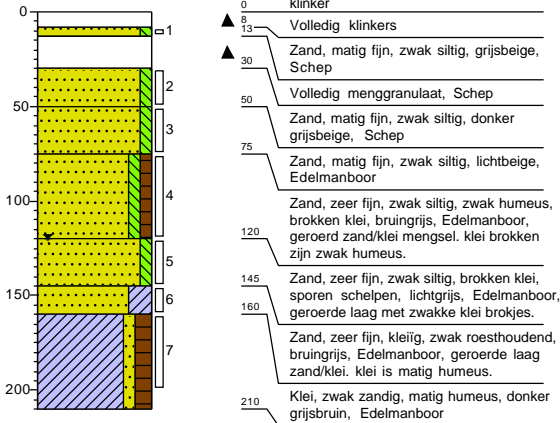 0
50
100
150
200
1
2
3
4
5
6
7
0 klinker
8 Volledig klinkers
13
Zand, matig fijn, zwak siltig, grijsbeige,
Schep
30
Volledig menggranulaat, Schep
50
Zand, matig fijn, zwak siltig, donker
grijsbeige, Schep
75
Zand, matig fijn, zwak siltig, lichtbeige,
Edelmanboor
Zand, zeer fijn, zwak siltig, zwak humeus,
brokken klei, bruingrijs, Edelmanboor,
120 geroerd zand/klei mengsel. klei brokken
zijn zwak humeus.
145 Zand, zeer fijn, zwak siltig, brokken klei,
sporen schelpen, lichtgrijs, Edelmanboor,
160 geroerde laag met zwakke klei brokjes.
Zand, zeer fijn, kleiïg, zwak roesthoudend,
bruingrijs, Edelmanboor, geroerde laag
zand/klei. klei is matig humeus.
210 Klei, zwak zandig, matig humeus, donker
grijsbruin, Edelmanboor